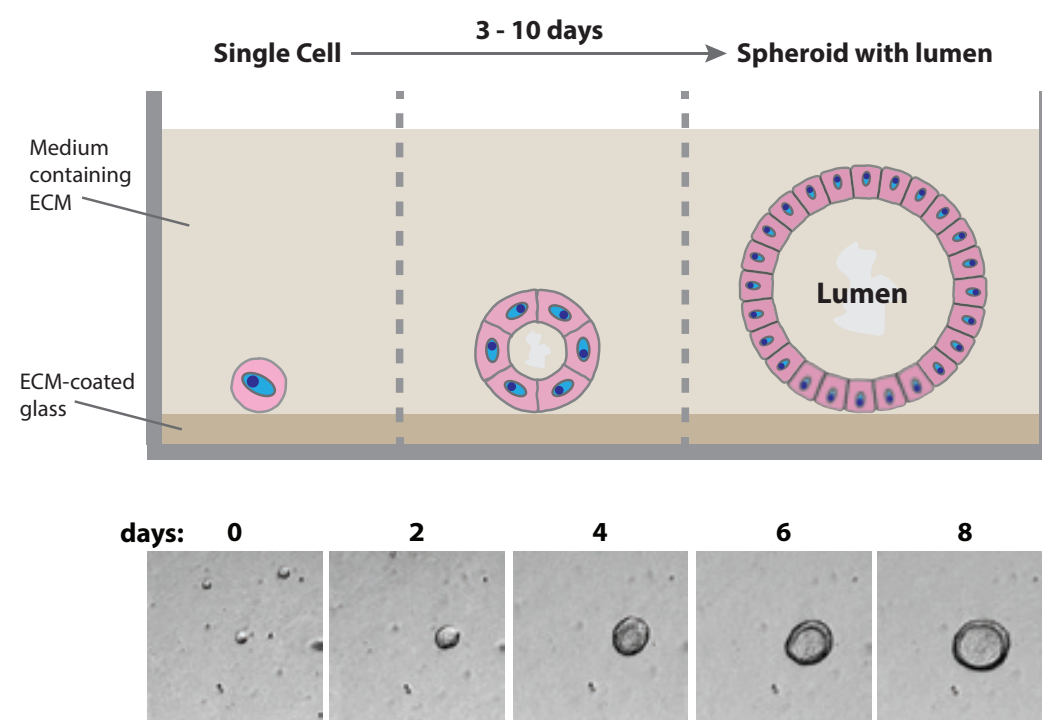 3 - 10 days
Single Cell
Spheroid with lumen
Medium
containing
ECM
Lumen
ECM-coated
glass
days: 0 2 4 6 8